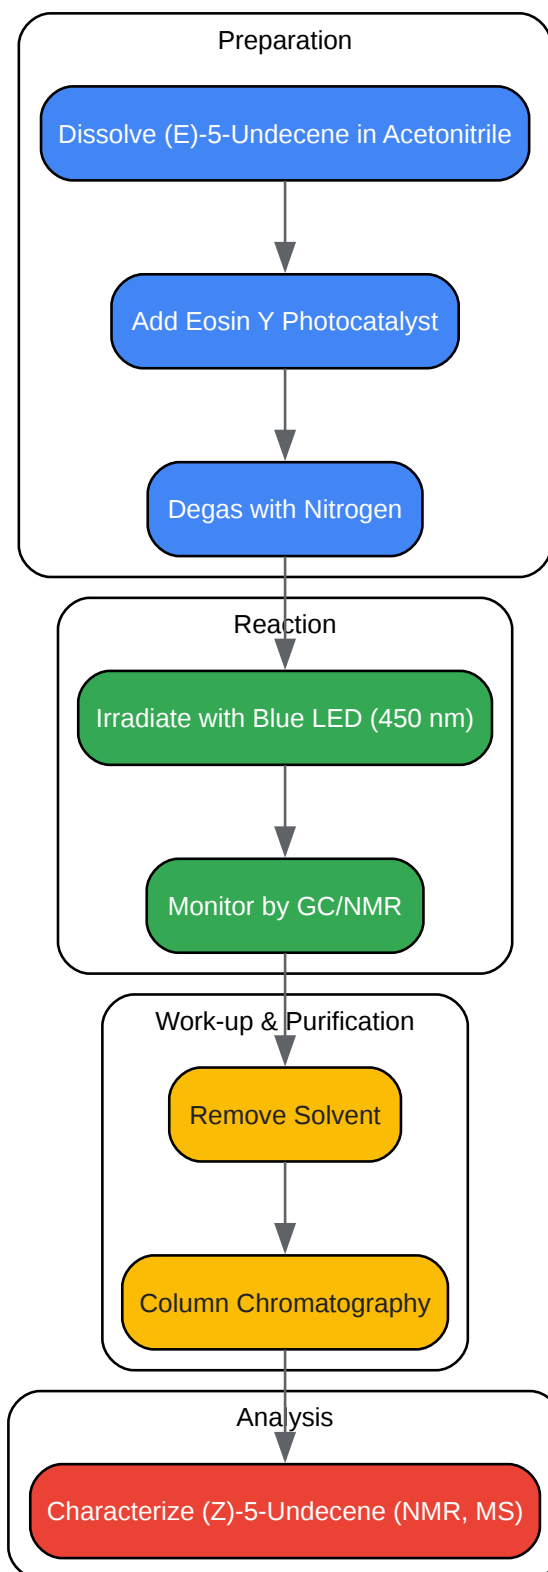 Preparation
Dissolve (E)-5-Undecene in Acetonitrile
Add Eosin Y Photocatalyst
Degas with Nitrogen
Reaction
Irradiate with Blue LED (450 nm)
Monitor by GC/NMR
Work-up & Purification
Remove Solvent
Column Chromatography
Analysis
Characterize (Z)-5-Undecene (NMR, MS)